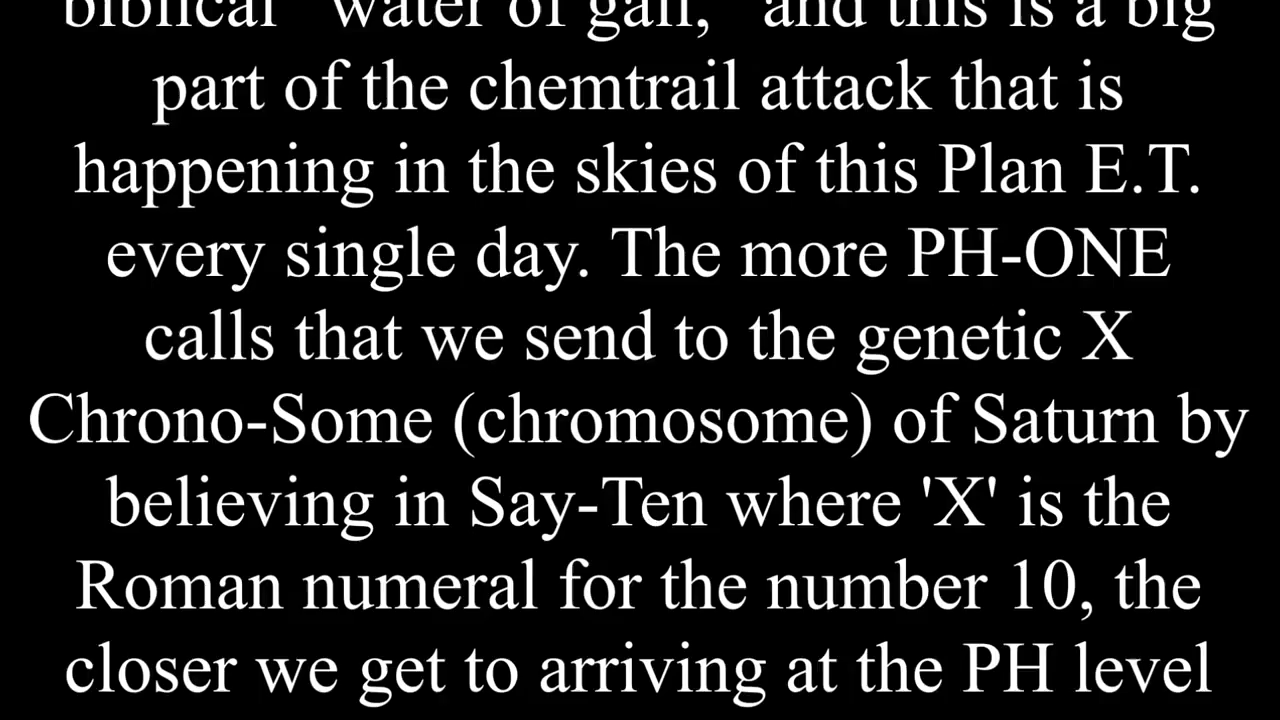 biblical "water of gall," and this is a big
part of the chemtrail attack that is
happening in the skies of this Plan E.T.
every single day. The more PH-ONE
calls that we send to the genetic X
Chrono-Some (chromosome) of Saturn by
believing in Say-Ten where 'X' is the
Roman numeral for the number 10, the
closer we get to arriving at the PH level